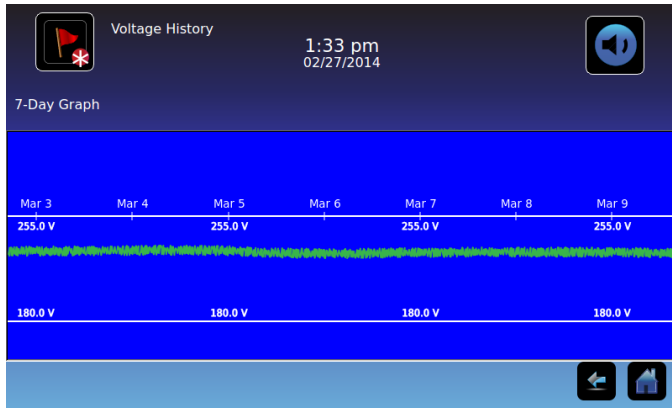 Voltage History
1:33 pm
02/27/2014
7-Day Graph
Mar 3 Mar 4 Mar 5 Mar 6 Mar 7 Mar 8 Mar 9
255.0 V 255.0 V 255.0 V 255.0 V
180.0 V 180.0 V 180.0 V 180.0 V